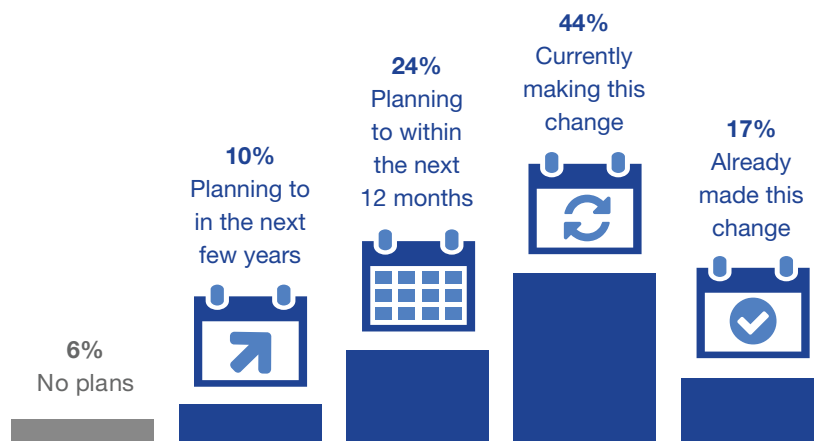 6%
No plans
10%
Planning to
in the next
few years
24%
Planning
to within
the next
12 months
44%
Currently
making this
change
17%
Already
made this
change